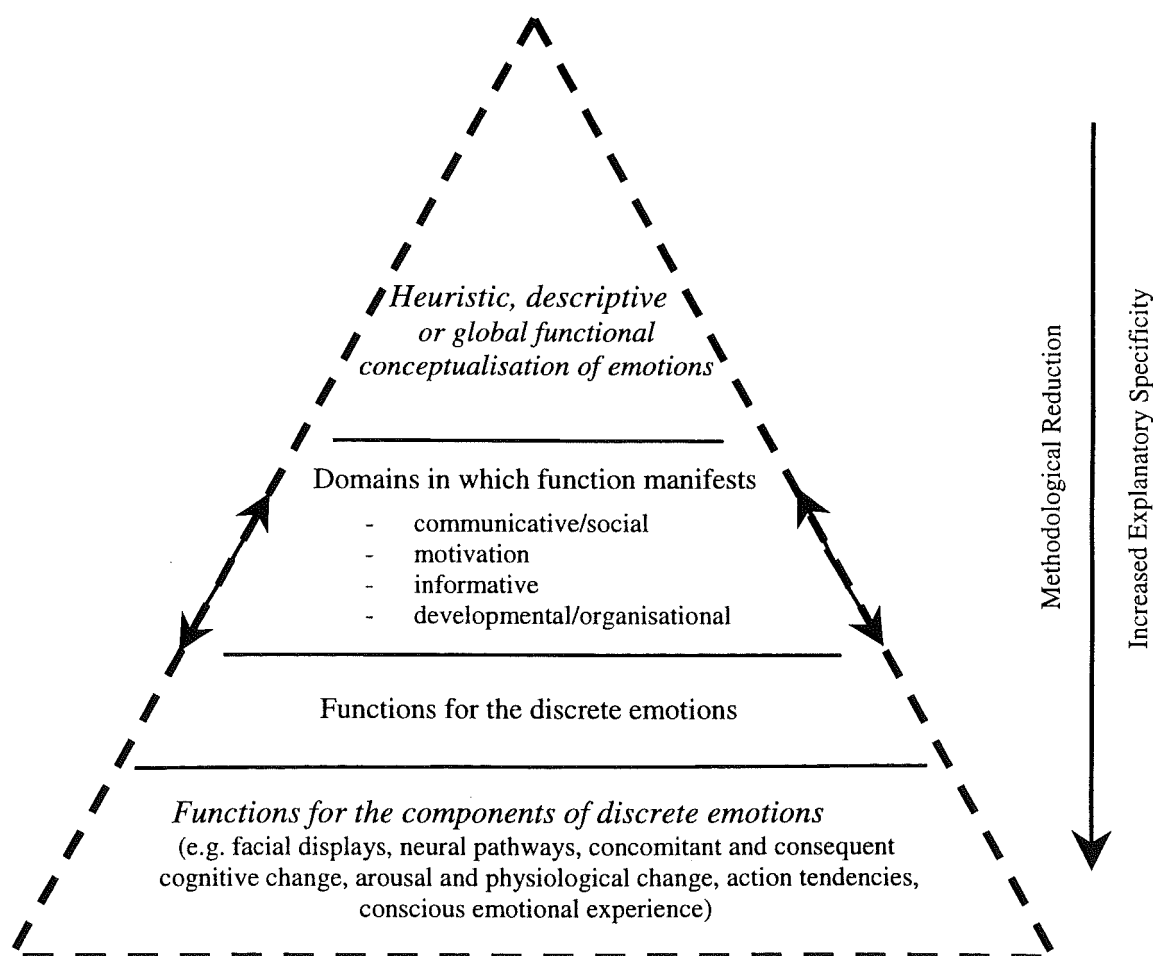 Heuristic, descriptive
or global functional
conceptualisation of emotions
Domains in which function manifests
- communicative/social
- motivation
- informative
- developmental/organisational
Functions for the discrete emotions
Functions for the components of discrete emotions
(e.g. facial displays, neural pathways, concomitant and consequent
cognitive change, arousal and physiological change, action tendencies,
conscious emotional experience)
Methodological Reduction
Increased Explanatory Specificity